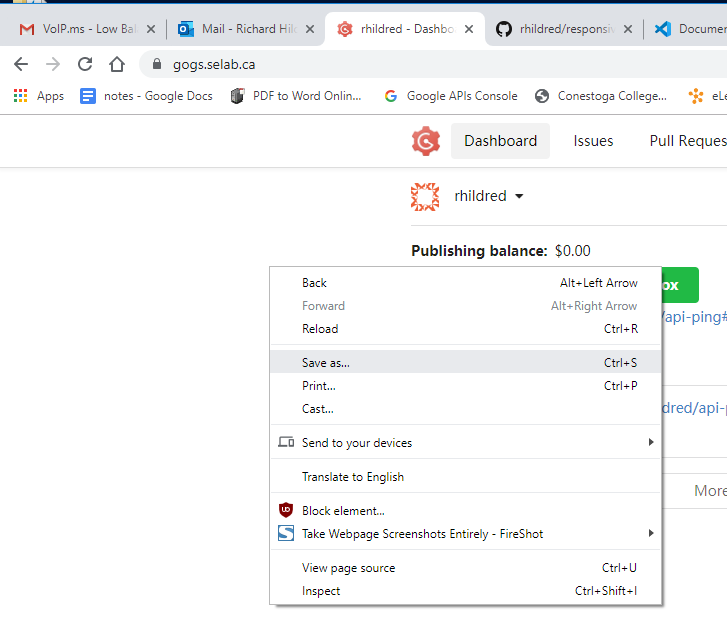 VoIP.ms - Low Bal Mail - Richard Hild rhildred - Dashbo rhildred/responsiv Documen
gogs.selab.ca
Apps notes - Google Docs PDF to Word Onlin... Google APIs Console Conestoga College... eLe
Dashboard Issues Pull Reques
rhildred
Publishing balance: $0.00
Back Alt+Left Arrow
ox
Forward Alt+Right Arrow
/api-ping#
Reload Ctrl+R
Save as... Ctrl+S
Print... Ctrl+P
Cast...
dred/api-p
Send to your devices
Translate to English
More
Block element...
Take Webpage Screenshots Entirely - FireShot
View page source Ctrl+U
Inspect Ctrl+Shift+I